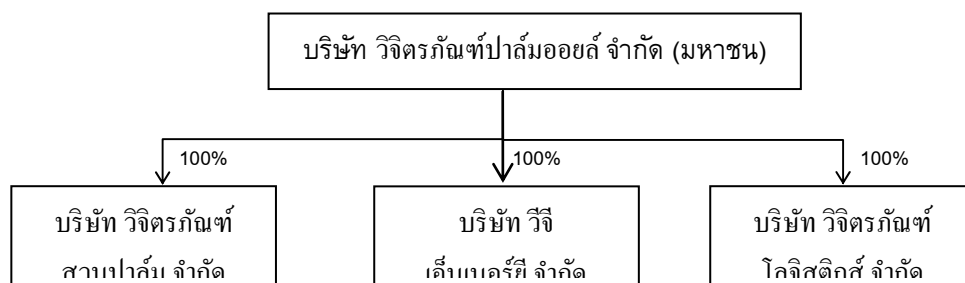 บริษัท วิจิตรภัณฑ์ปาล์มออยล์ จำกัด (มหาชน)
100%
100%
100%
บริษัท วิจิตรภัณฑ์
สวนปาล์ม จำกัด
บริษัท วีจี
เอ็นเนอร์ยี จำกัด
บริษัท วิจิตรภัณฑ์
โลจิสติกส์ จำกัด